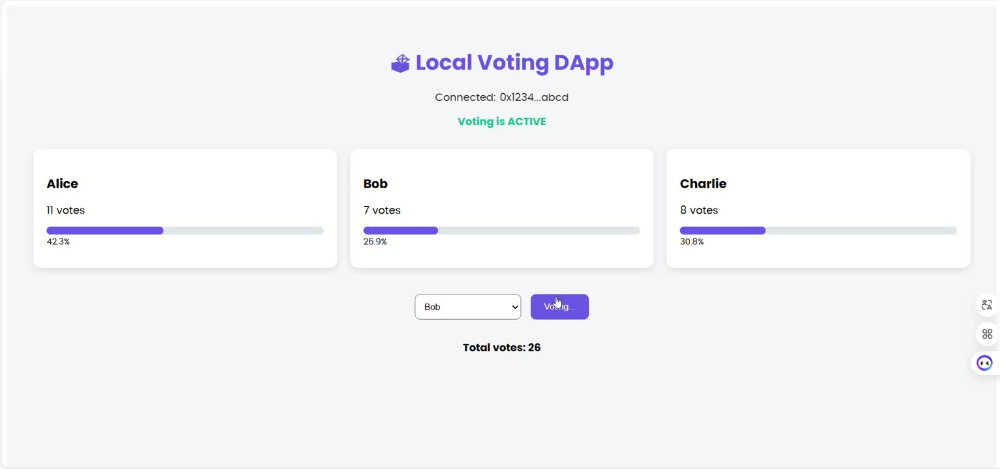 Local Voting DApp
Connected: 0x1234...abcd
Voting is ACTIVE
Alice
11 votes
42.3%
Bob
7 votes
26.9%
Charlie
8 votes
30.8%
Bob
Voting...
Total votes: 26